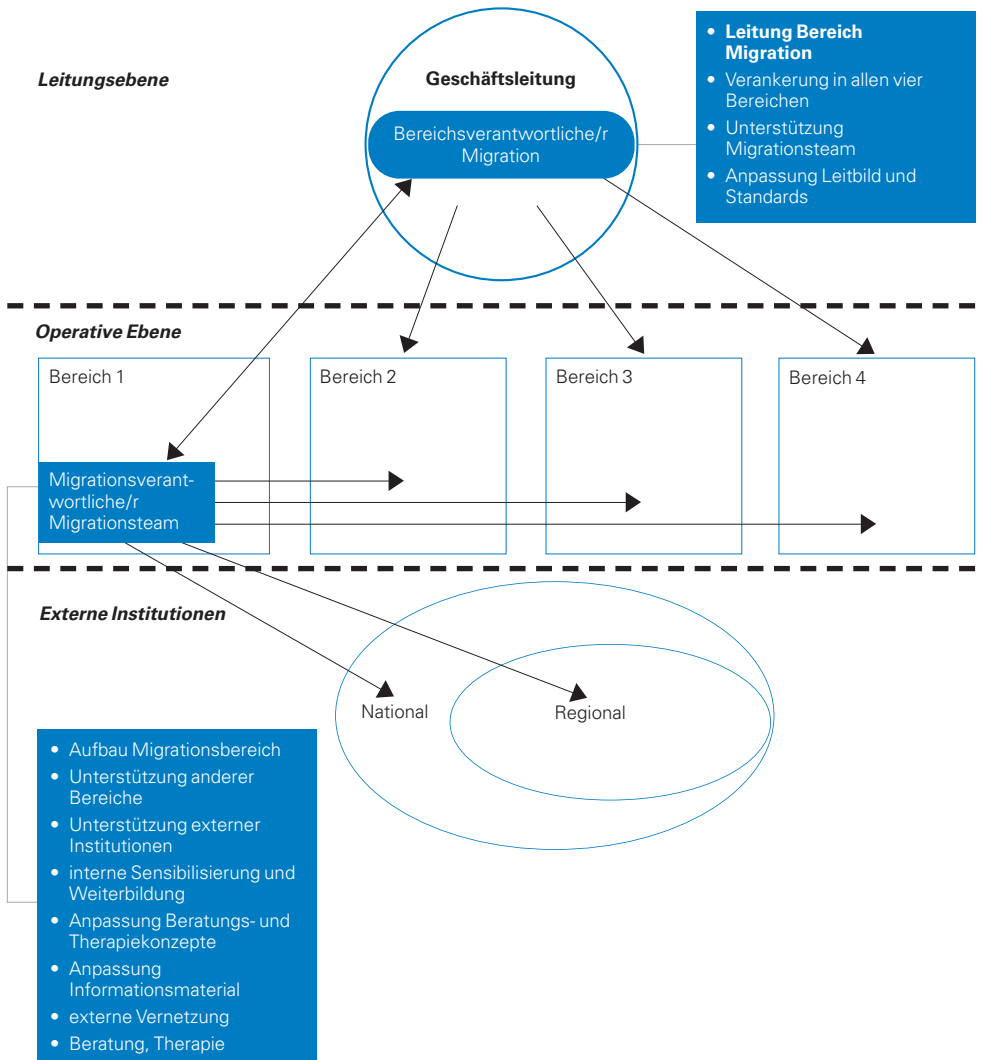 Leitungsebene
Geschäftsleitung
Bereichsverantwortliche/r
Migration
• Leitung Bereich
Migration
• Verankerung in allen vier
Bereichen
• Unterstützung
Migrationsteam
• Anpassung Leitbild und
Standards
Operative Ebene
Bereich 1
Bereich 2
Bereich 3
Bereich 4
Migrationsverant-
wortliche/r
Migrationsteam
Externe Institutionen
National
Regional
• Aufbau Migrationsbereich
• Unterstützung anderer
Bereiche
• Unterstützung externer
Institutionen
• interne Sensibilisierung und
Weiterbildung
• Anpassung Beratungs- und
Therapiekonzepte
• Anpassung
Informationsmaterial
• externe Vernetzung
• Beratung, Therapie